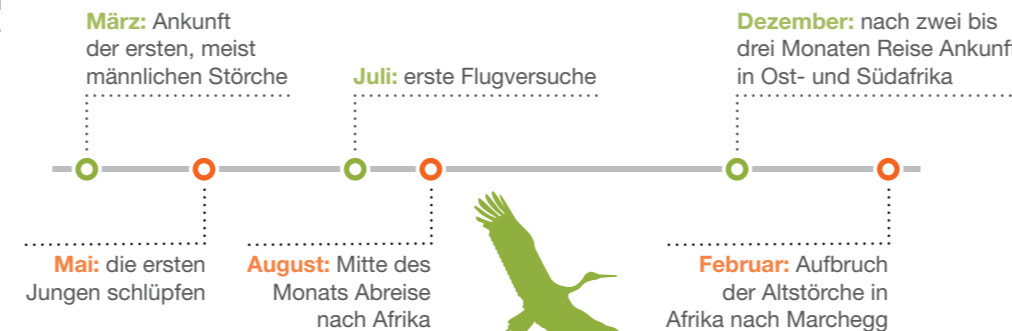 März: Ankunft
der ersten, meist
männlichen Störche
Juli: erste Flugversuche
Dezember: nach zwei bis
drei Monaten Reise Ankunft
in Ost- und Südafrika
Mai: die ersten
Jungen schlüpfen
August: Mitte des
Monats Abreise
nach Afrika
Februar: Aufbruch
der Altstörche in
Afrika nach Marchegg